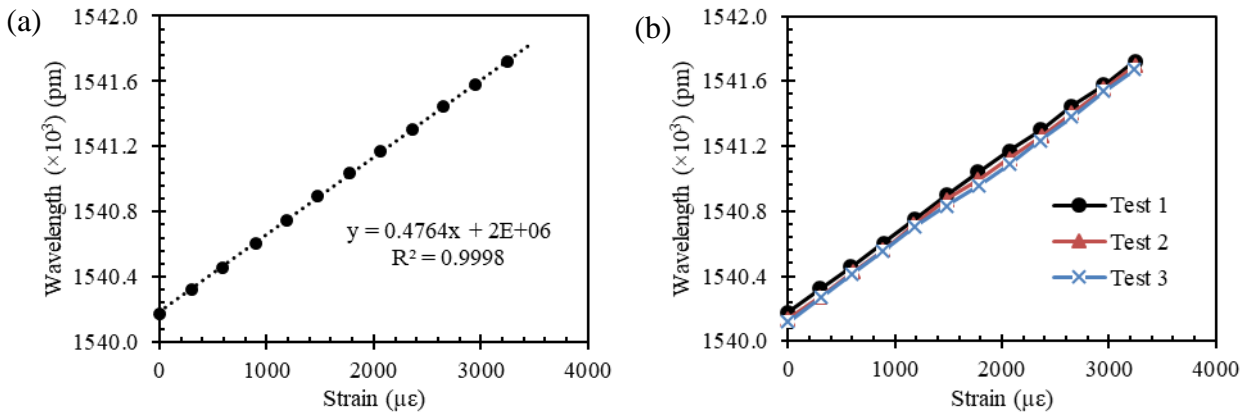 (a)
Wavelength (×10³) (pm)
1542.0
1541.6
1541.2
1540.8
1540.4
1540.0
y = 0.4764x + 2E+06
R² = 0.9998
0 1000 2000 3000 4000
Strain (με)
(b)
Wavelength (×10³) (pm)
1542.0
1541.6
1541.2
1540.8
1540.4
1540.0
Test 1
Test 2
Test 3
0 1000 2000 3000 4000
Strain (με)